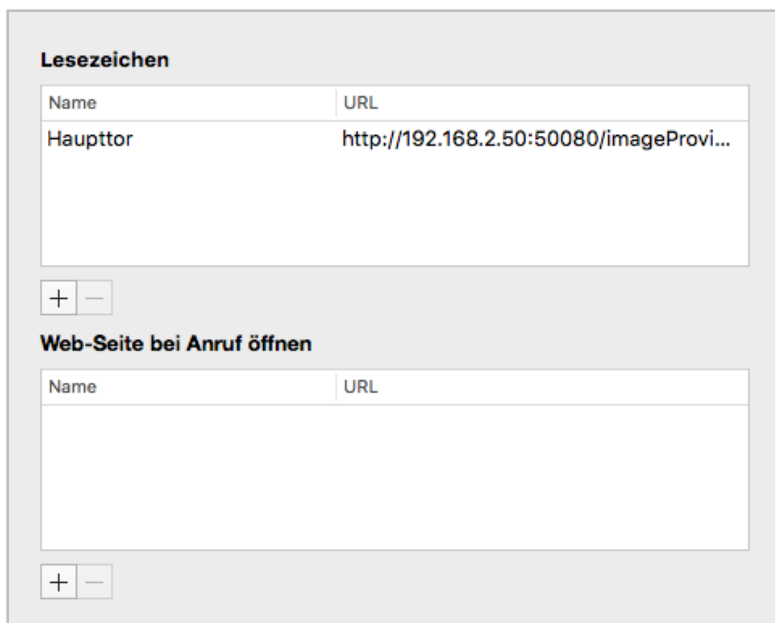 Lesezeichen
Name URL
Haupttor http://192.168.2.50:50080/imageProvi...
+ −
Web-Seite bei Anruf öffnen
Name URL
+ −